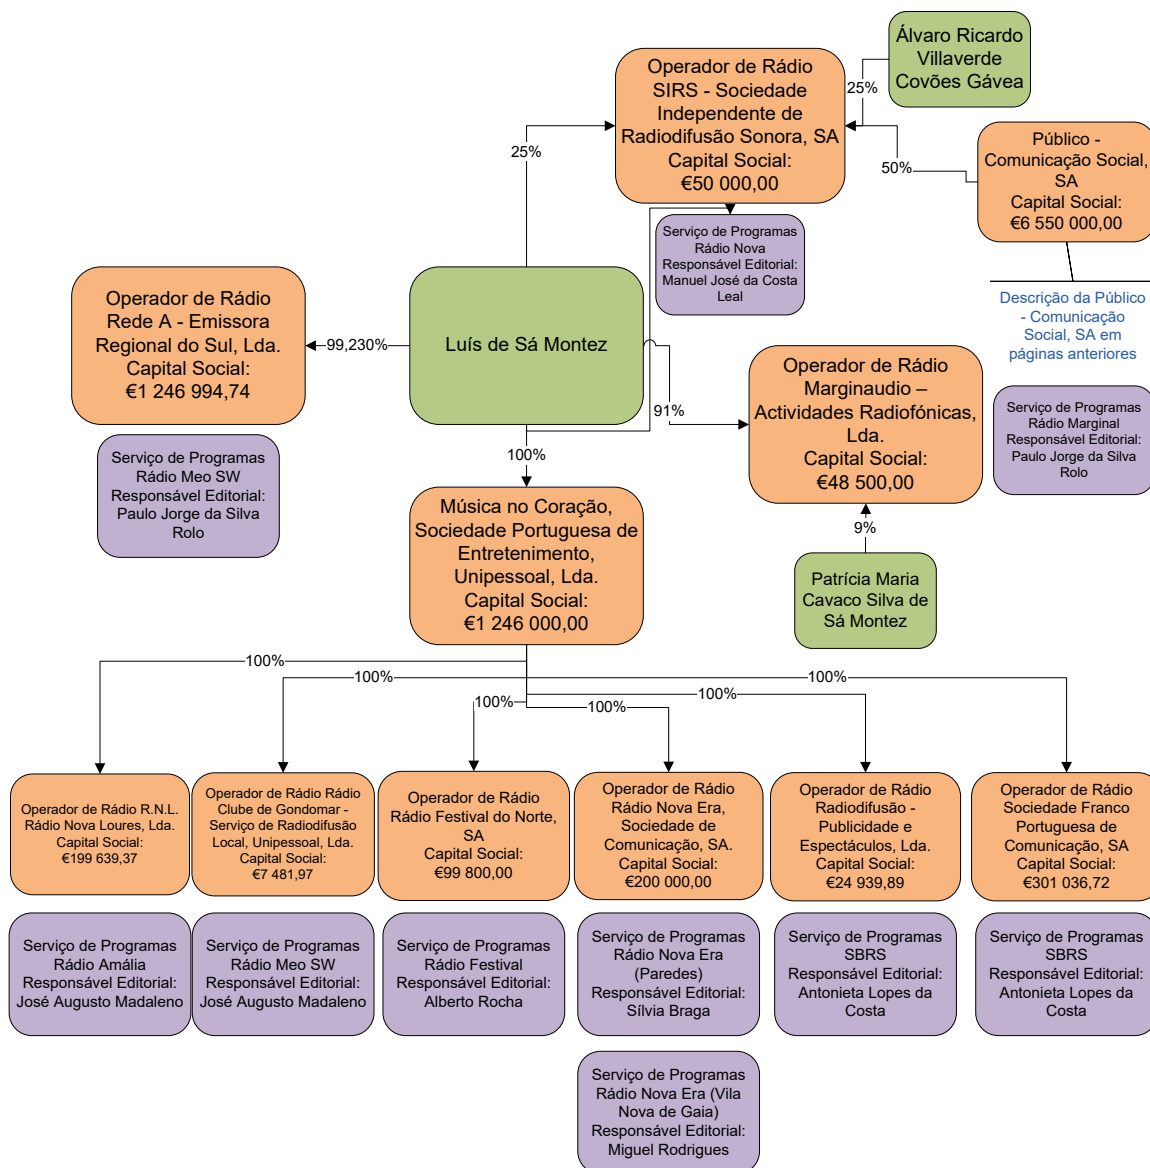 Álvaro Ricardo
Villaverde
Covões Gávea
Operador de Rádio
SIRS - Sociedade
Independente de
Radiodifusão Sonora, SA
Capital Social:
€50 000,00
25%
25%
50%
Público -
Comunicação Social,
SA
Capital Social:
€6 550 000,00
Serviço de Programas
Rádio Nova
Responsável Editorial:
Manuel José da Costa
Leal
Descrição da Público
- Comunicação
Social, SA em
páginas anteriores
Operador de Rádio
Rede A - Emissora
Regional do Sul, Lda.
Capital Social:
€1 246 994,74
99,230%
Luís de Sá Montez
91%
Operador de Rádio
Marginaudio –
Actividades Radiofónicas,
Lda.
Capital Social:
€48 500,00
Serviço de Programas
Rádio Marginal
Responsável Editorial:
Paulo Jorge da Silva
Rolo
Serviço de Programas
Rádio Meo SW
Responsável Editorial:
Paulo Jorge da Silva
Rolo
100%
Música no Coração,
Sociedade Portuguesa de
Entretenimento,
Unipessoal, Lda.
Capital Social:
€1 246 000,00
9%
Patrícia Maria
Cavaco Silva de
Sá Montez
100%
100%
100%
100%
100%
100%
Operador de Rádio R.N.L.
Rádio Nova Loures, Lda.
Capital Social:
€199 639,37
Operador de Rádio Rádio
Clube de Gondomar -
Serviço de Radiodifusão
Local, Unipessoal, Lda.
Capital Social:
€7 481,97
Operador de Rádio
Rádio Festival do Norte,
SA
Capital Social:
€99 800,00
Operador de Rádio
Rádio Nova Era,
Sociedade de
Comunicação, SA.
Capital Social:
€200 000,00
Operador de Rádio
Radiodifusão -
Publicidade e
Espectáculos, Lda.
Capital Social:
€24 939,89
Operador de Rádio
Sociedade Franco
Portuguesa de
Comunicação, SA
Capital Social:
€301 036,72
Serviço de Programas
Rádio Amália
Responsável Editorial:
José Augusto Madaleno
Serviço de Programas
Rádio Meo SW
Responsável Editorial:
José Augusto Madaleno
Serviço de Programas
Rádio Festival
Responsável Editorial:
Alberto Rocha
Serviço de Programas
Rádio Nova Era
(Paredes)
Responsável Editorial:
Sílvia Braga
Serviço de Programas
SBRS
Responsável Editorial:
Antonieta Lopes da
Costa
Serviço de Programas
SBRS
Responsável Editorial:
Antonieta Lopes da
Costa
Serviço de Programas
Rádio Nova Era (Vila
Nova de Gaia)
Responsável Editorial:
Miguel Rodrigues